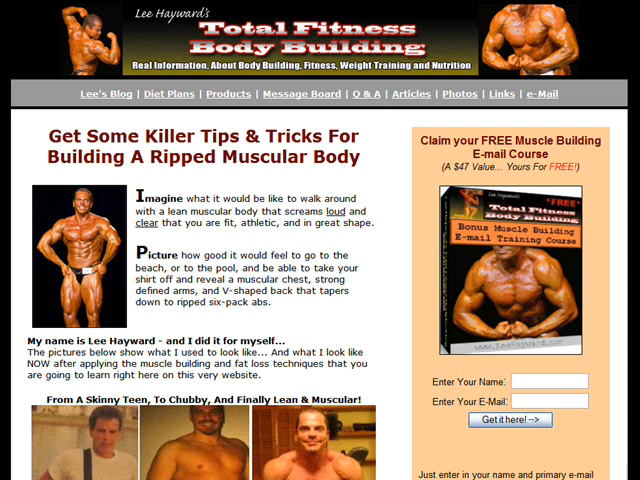 Lee Hayward's
Total Fitness
Body Building
Real Information, About Body Building, Fitness, Weight Training and Nutrition
Lee's Blog | Diet Plans | Products | Message Board | Q & A | Articles | Photos | Links | e-Mail
Get Some Killer Tips & Tricks For
Building A Ripped Muscular Body
Imagine what it would be like to walk around
with a lean muscular body that screams loud and
clear that you are fit, athletic, and in great shape.
Picture how good it would feel to go to the
beach, or to the pool, and be able to take your
shirt off and reveal a muscular chest, strong
defined arms, and V-shaped back that tapers
down to ripped six-pack abs.
My name is Lee Hayward - and I did it for myself...
The pictures below show what I used to look like... And what I look like
NOW after applying the muscle building and fat loss techniques that you
are going to learn right here on this very website.
From A Skinny Teen, To Chubby, And Finally Lean & Muscular!
Claim your FREE Muscle Building
E-mail Course
(A $47 Value... Yours For FREE!)
Lee Hayward's
*FREE*
Total Fitness
Body Building
Bonus Muscle Building
E-mail Training Course
www.LeeHayward.com
Enter Your Name:
Enter Your E-Mail:
Get it here! -->
Just enter in your name and primary e-mail